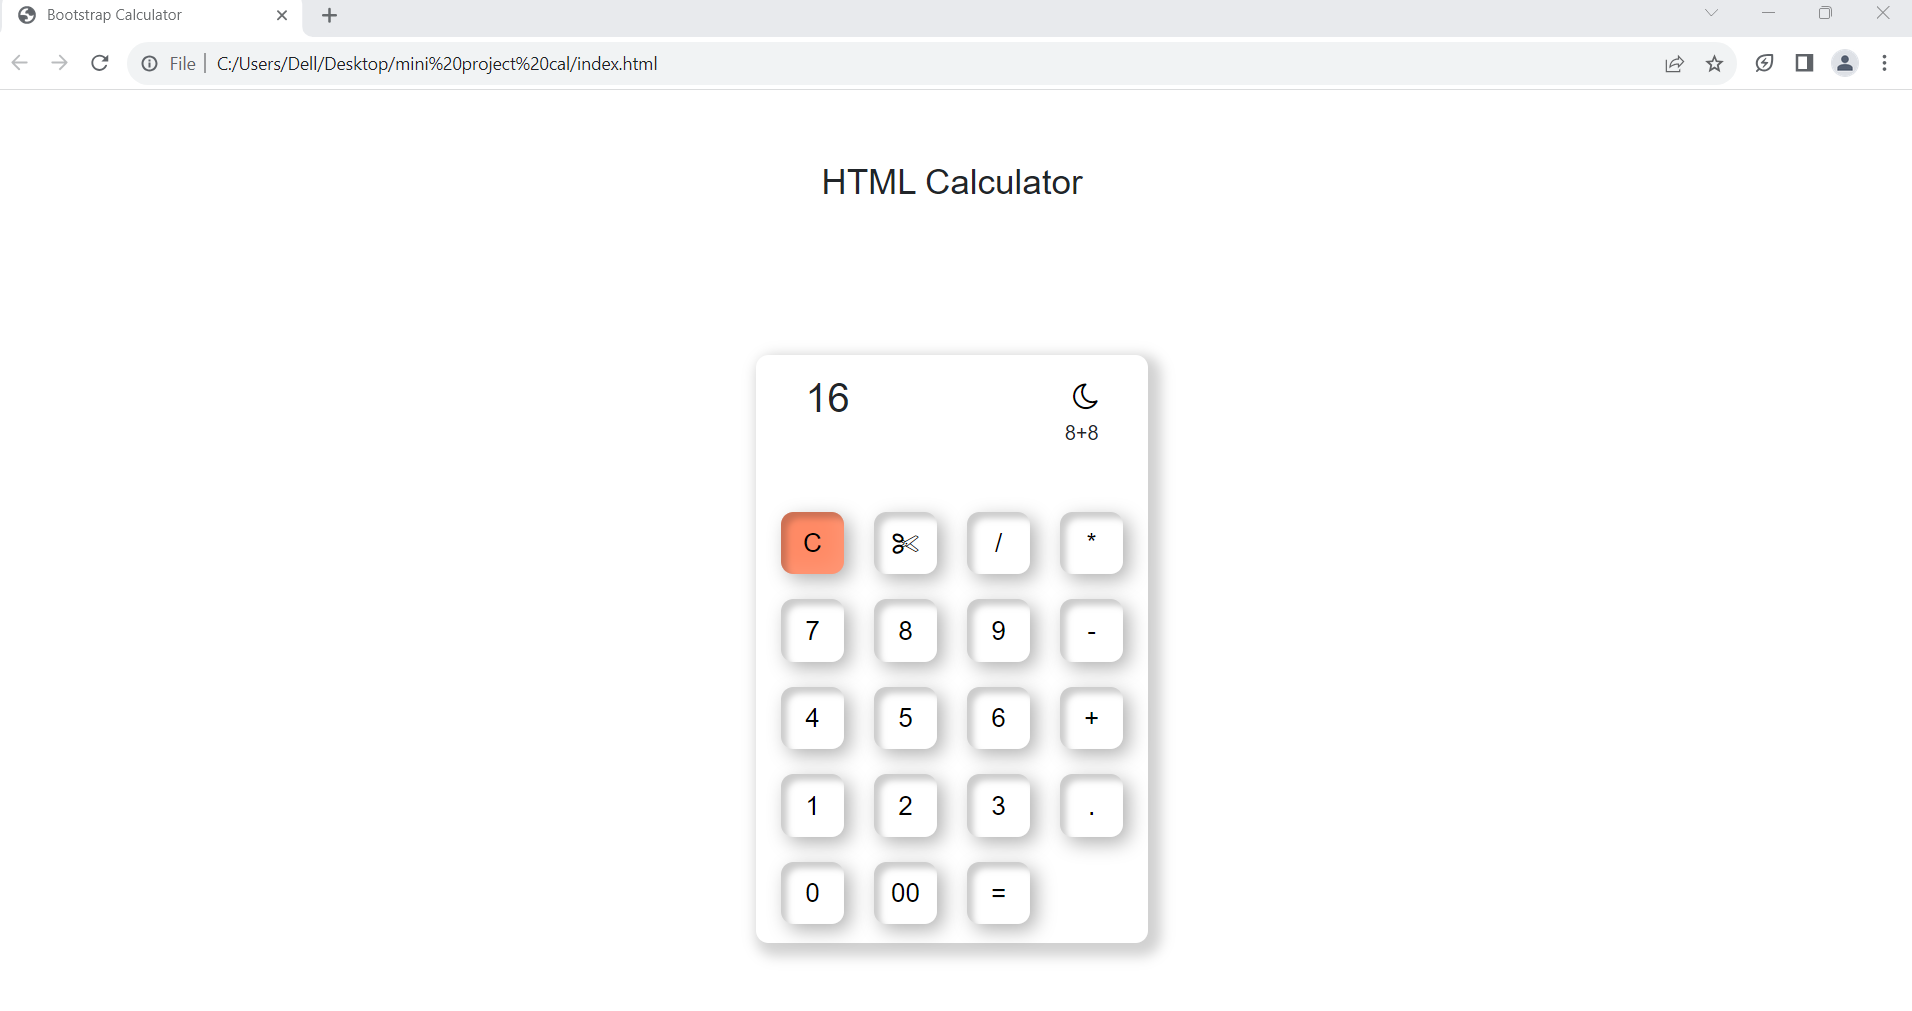 Bootstrap Calculator
File C:/Users/Dell/Desktop/mini%20project%20cal/index.html
HTML Calculator
16
8+8
C / *
7 8 9 -
4 5 6 +
1 2 3 .
0 00 =